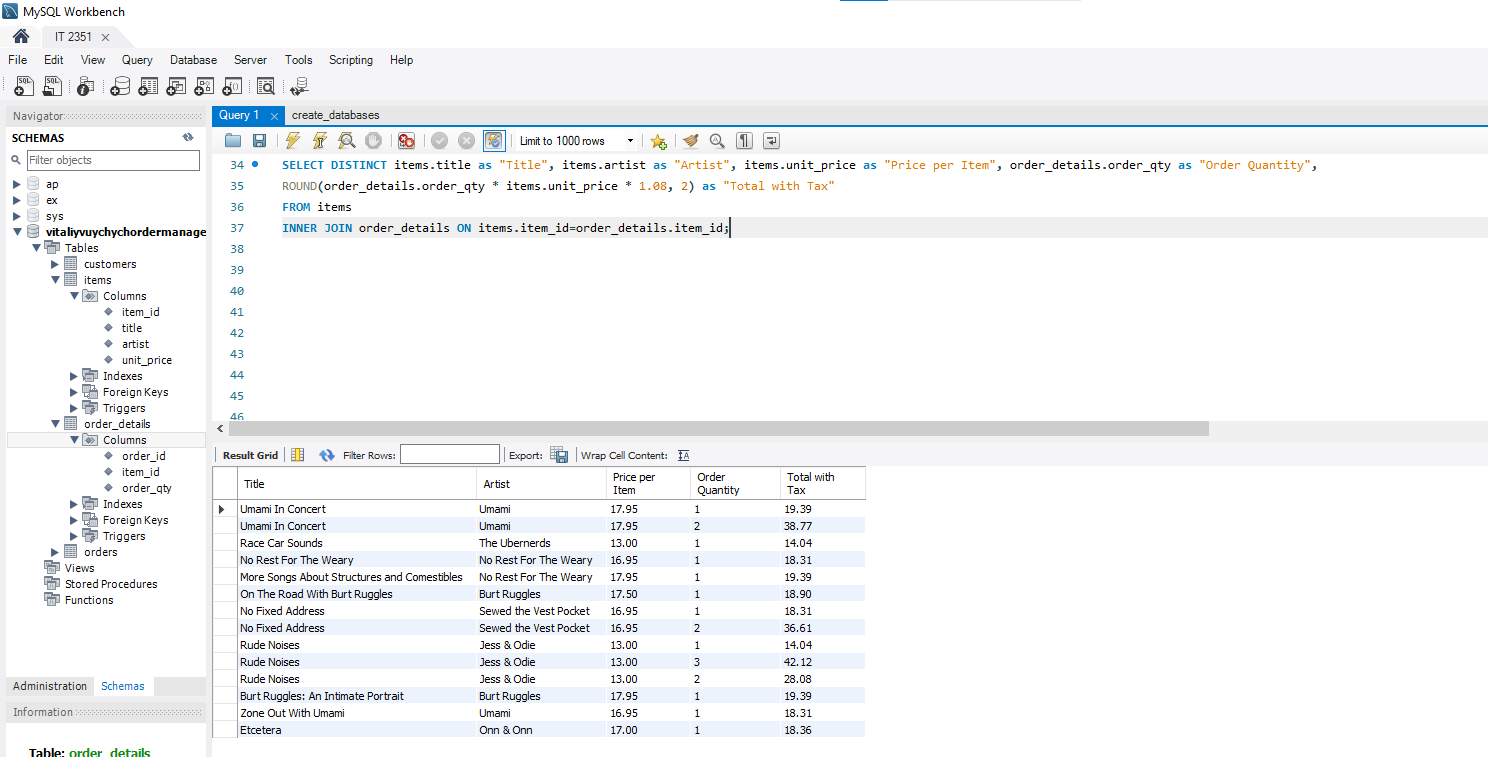 MySQL Workbench
IT 2351
File Edit View Query Database Server Tools Scripting Help
Navigator
SCHEMAS
Filter objects
ap
ex
sys
vitaliyvuychychordermanage
Tables
customers
items
Columns
item_id
title
artist
unit_price
Indexes
Foreign Keys
Triggers
order_details
Columns
order_id
item_id
order_qty
Indexes
Foreign Keys
Triggers
orders
Views
Stored Procedures
Functions
Administration Schemas
Information
Table: order_details
Query 1 create_databases
Limit to 1000 rows
34 SELECT DISTINCT items.title as "Title", items.artist as "Artist", items.unit_price as "Price per Item", order_details.order_qty as "Order Quantity",
35 ROUND(order_details.order_qty * items.unit_price * 1.08, 2) as "Total with Tax"
36 FROM items
37 INNER JOIN order_details ON items.item_id=order_details.item_id;
38
39
40
41
42
43
44
45
46
Result Grid Filter Rows: Export: Wrap Cell Content:
Title Artist Price per Item Order Quantity Total with Tax
Umami In Concert Umami 17.95 1 19.39
Umami In Concert Umami 17.95 2 38.77
Race Car Sounds The Ubernerds 13.00 1 14.04
No Rest For The Weary No Rest For The Weary 16.95 1 18.31
More Songs About Structures and Comestibles No Rest For The Weary 17.95 1 19.39
On The Road With Burt Ruggles Burt Ruggles 17.50 1 18.90
No Fixed Address Sewed the Vest Pocket 16.95 1 18.31
No Fixed Address Sewed the Vest Pocket 16.95 2 36.61
Rude Noises Jess & Odie 13.00 1 14.04
Rude Noises Jess & Odie 13.00 3 42.12
Rude Noises Jess & Odie 13.00 2 28.08
Burt Ruggles: An Intimate Portrait Burt Ruggles 17.95 1 19.39
Zone Out With Umami Umami 16.95 1 18.31
Etcetera Onn & Onn 17.00 1 18.36